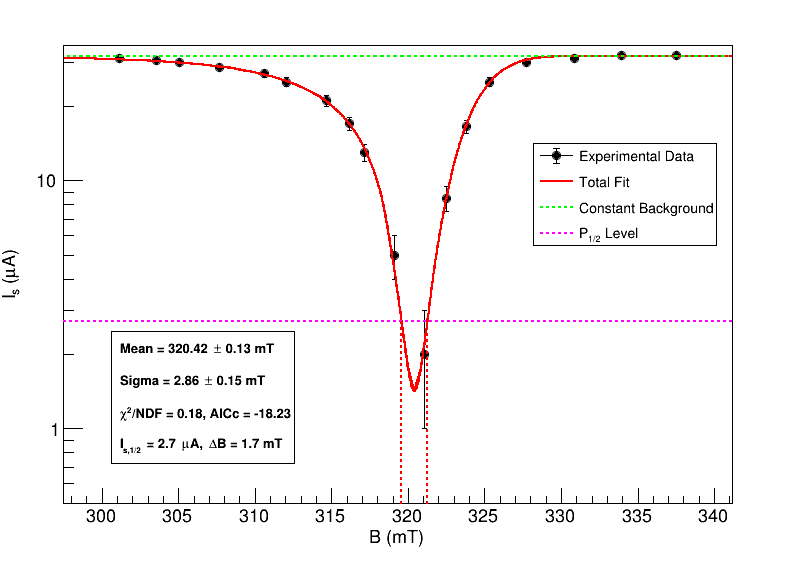 10
1
I_s (μA)
Experimental Data
Total Fit
Constant Background
P_1/2 Level
Mean = 320.42 ± 0.13 mT
Sigma = 2.86 ± 0.15 mT
χ²/NDF = 0.18, AICc = -18.23
I_s,1/2 = 2.7 μA, ΔB = 1.7 mT
300 305 310 315 320 325 330 335 340
B (mT)